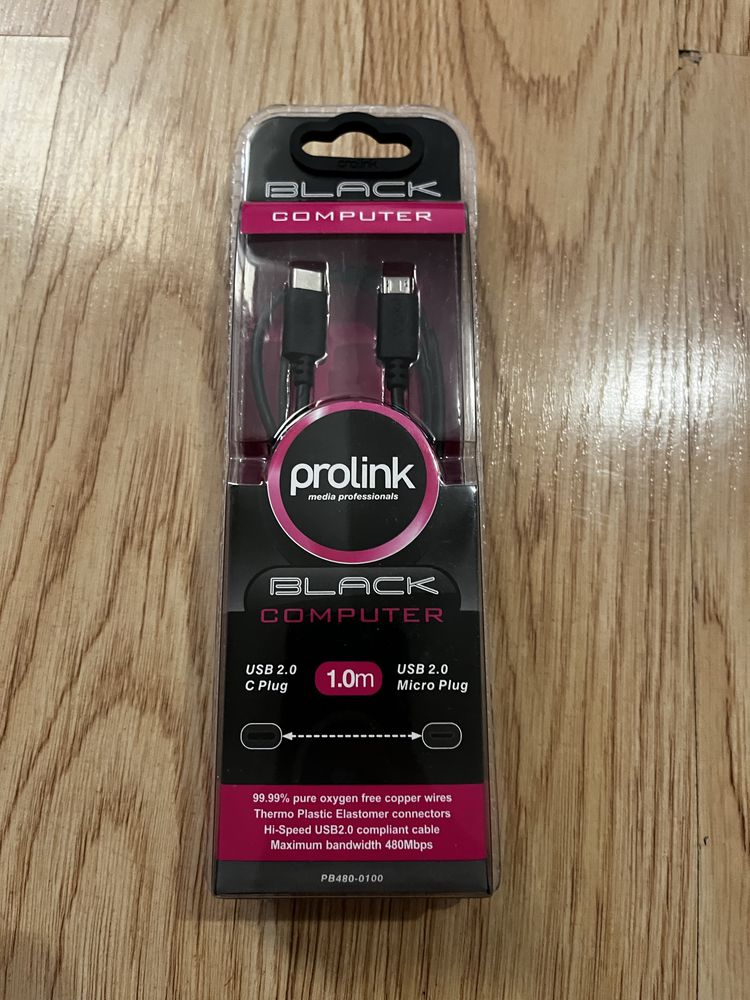 prolink
BLACK
COMPUTER
prolink
media professionals
BLACK
COMPUTER
USB 2.0
C Plug
1.0m
USB 2.0
Micro Plug
99.99% pure oxygen free copper wires
Thermo Plastic Elastomer connectors
Hi-Speed USB2.0 compliant cable
Maximum bandwidth 480Mbps
PB480-0100